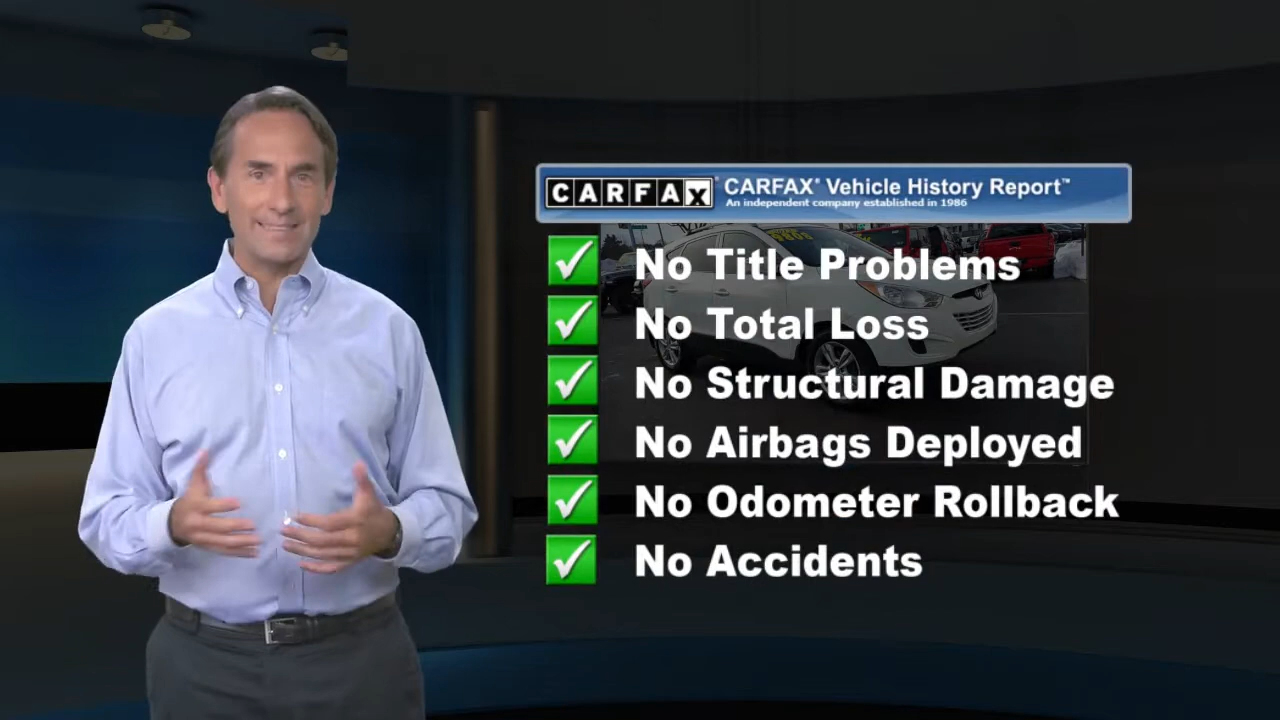 CARFAX
CARFAX® Vehicle History Report™
An independent company established in 1986
No Title Problems
No Total Loss
No Structural Damage
No Airbags Deployed
No Odometer Rollback
No Accidents